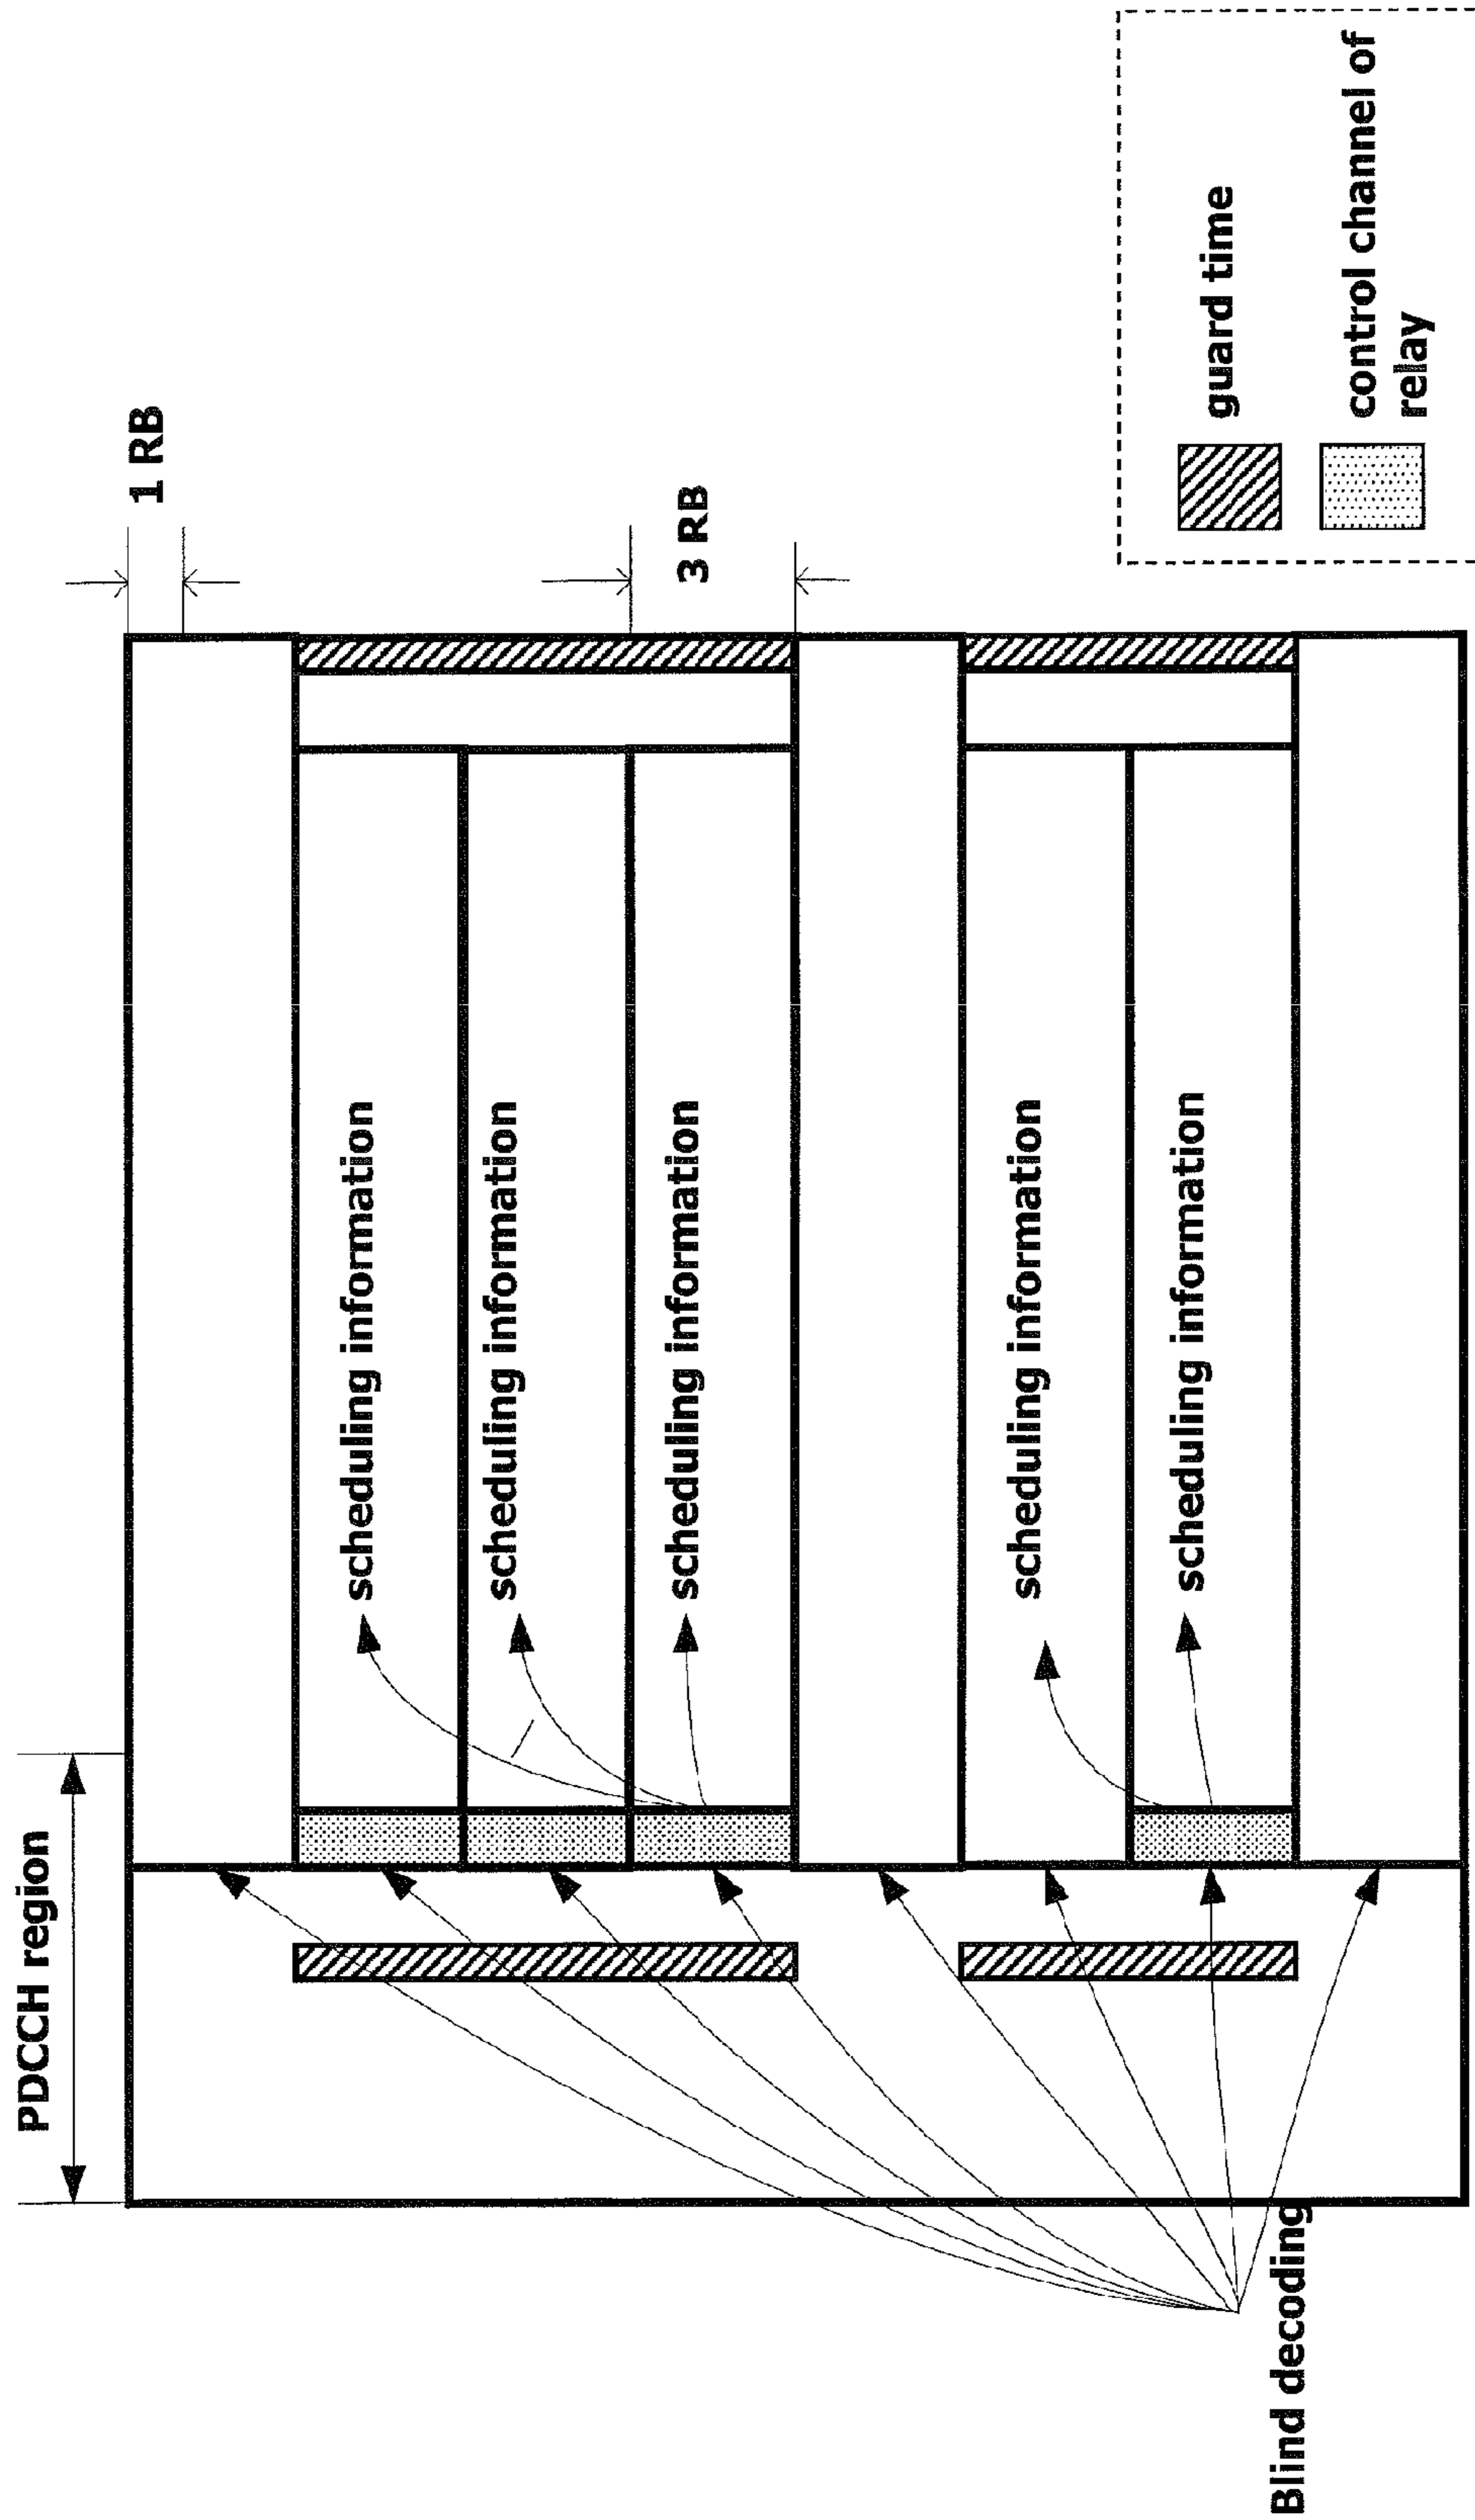 PDCCH region
1 RB
scheduling information
scheduling information
scheduling information
3 RB
scheduling information
scheduling information
Blind decoding
guard time
control channel of
relay